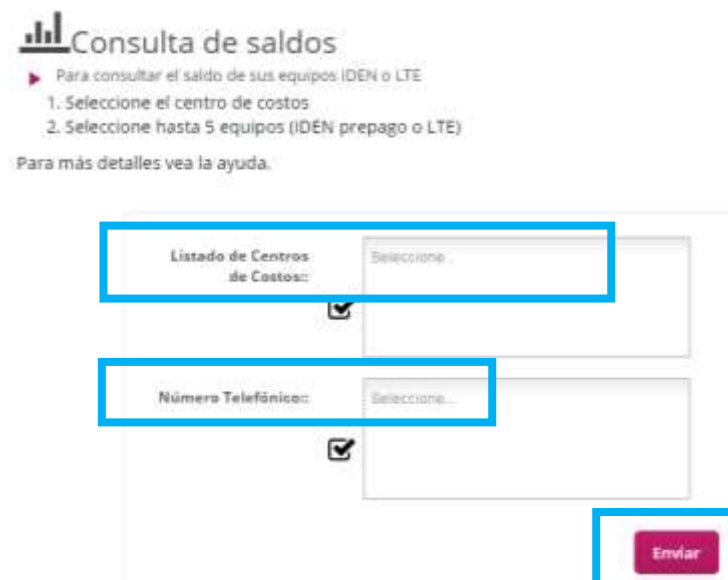 Consulta de saldos
Para consultar el saldo de sus equipos iDEN o LTE
1. Seleccione el centro de costos
2. Seleccione hasta 5 equipos (iDEN prepago o LTE)
Para más detalles vea la ayuda.
Listado de Centros
de Costos::
Seleccione...
Número Telefónico::
Seleccione...
Enviar